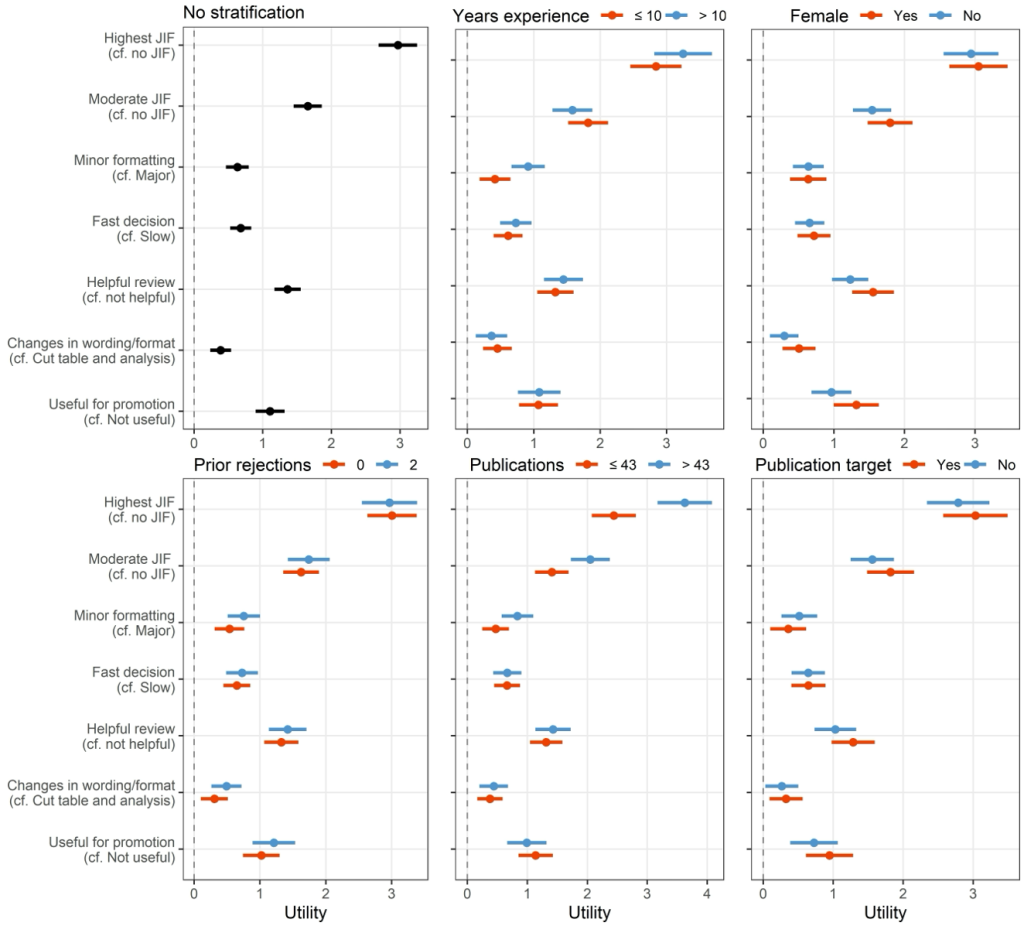 No stratification
Years experience ≤ 10 > 10
Female Yes No
Highest JIF
(cf. no JIF)
Moderate JIF
(cf. no JIF)
Minor formatting
(cf. Major)
Fast decision
(cf. Slow)
Helpful review
(cf. not helpful)
Changes in wording/format
(cf. Cut table and analysis)
Useful for promotion
(cf. Not useful)
0 1 2 3
0 1 2 3
0 1 2 3
Prior rejections 0 2
Publications ≤ 43 > 43
Publication target Yes No
Highest JIF
(cf. no JIF)
Moderate JIF
(cf. no JIF)
Minor formatting
(cf. Major)
Fast decision
(cf. Slow)
Helpful review
(cf. not helpful)
Changes in wording/format
(cf. Cut table and analysis)
Useful for promotion
(cf. Not useful)
0 1 2 3
0 1 2 3 4
0 1 2 3
Utility
Utility
Utility